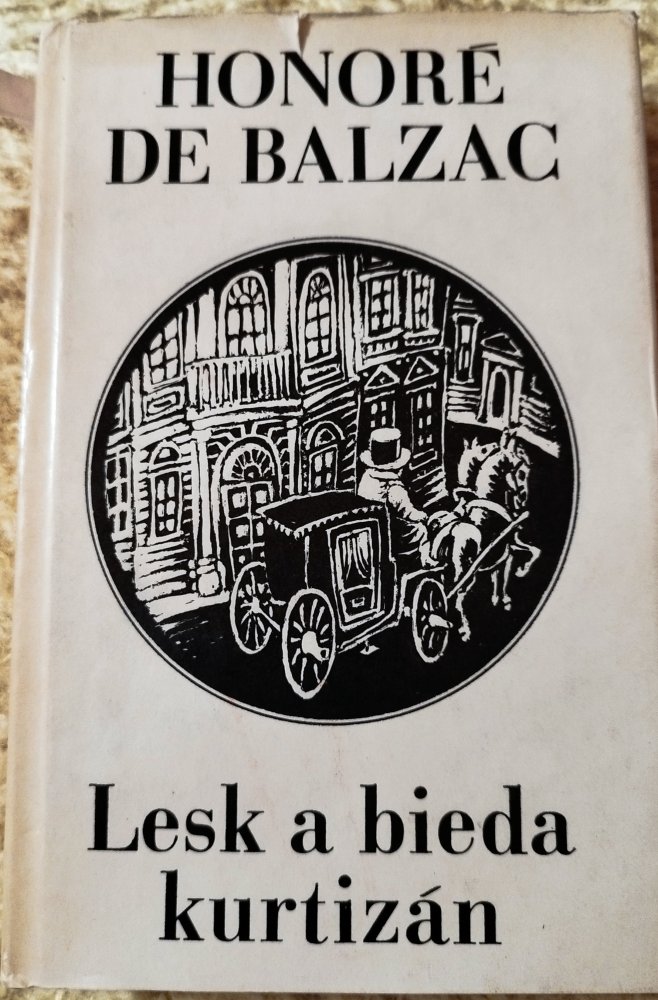 HONORÉ
DE BALZAC
Lesk a bieda
kurtizán